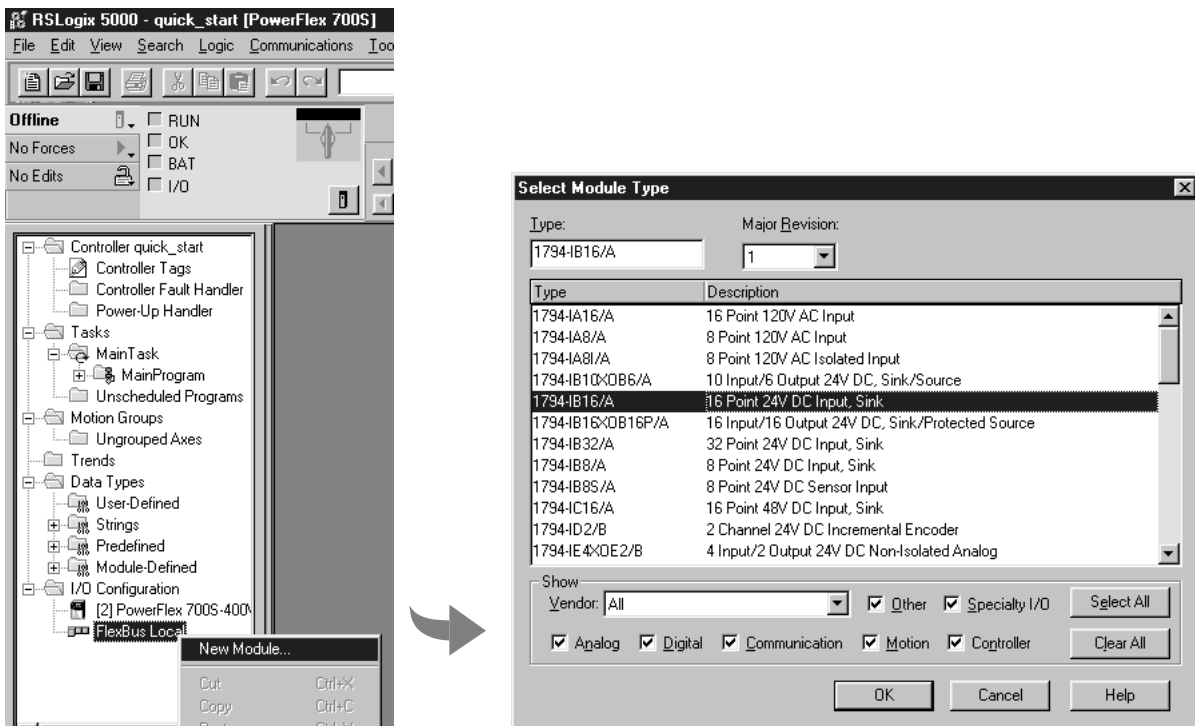 RSLogix 5000 - quick_start [PowerFlex 700S]
File Edit View Search Logic Communications Too
Offline
No Forces
No Edits
RUN
OK
BAT
I/O
Controller quick_start
Controller Tags
Controller Fault Handler
Power-Up Handler
Tasks
MainTask
MainProgram
Unscheduled Programs
Motion Groups
Ungrouped Axes
Trends
Data Types
User-Defined
Strings
Predefined
Module-Defined
I/O Configuration
[2] PowerFlex 700S-400
FlexBus Local
New Module...
Cut Ctrl+X
Copy Ctrl+C
Select Module Type
Type: Major Revision:
1794-IB16/A 1
Type Description
1794-IA16/A 16 Point 120V AC Input
1794-IA8/A 8 Point 120V AC Input
1794-IA8I/A 8 Point 120V AC Isolated Input
1794-IB10XOB6/A 10 Input/6 Output 24V DC, Sink/Source
1794-IB16/A 16 Point 24V DC Input, Sink
1794-IB16XOB16P/A 16 Input/16 Output 24V DC, Sink/Protected Source
1794-IB32/A 32 Point 24V DC Input, Sink
1794-IB8/A 8 Point 24V DC Input, Sink
1794-IB8S/A 8 Point 24V DC Sensor Input
1794-IC16/A 16 Point 48V DC Input, Sink
1794-ID2/B 2 Channel 24V DC Incremental Encoder
1794-IE4XOE2/B 4 Input/2 Output 24V DC Non-Isolated Analog
Show
Vendor: All Other Specialty I/O Select All
Analog Digital Communication Motion Controller Clear All
OK Cancel Help